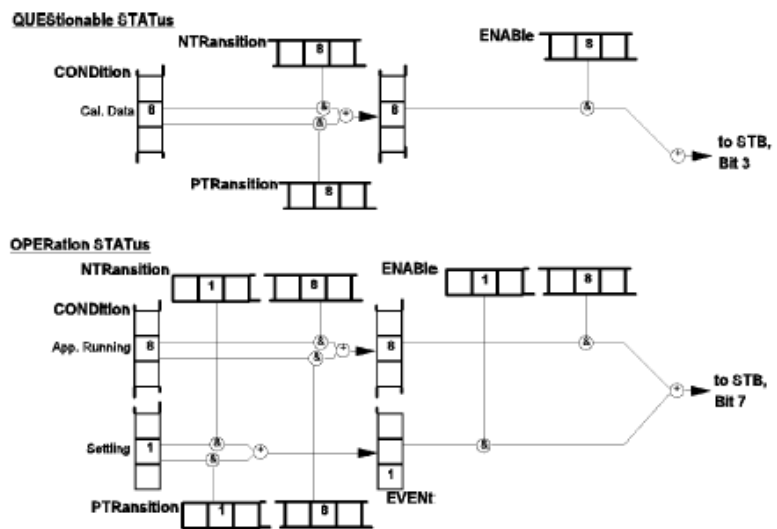 QUEStionable STATus
NTRansition 8
ENABle 8
CONDition
Cal. Data 8 & & + 8 &
+ to STB,
Bit 3
PTRansition 8
OPERation STATus
NTRansition 1 8
ENABle 1 8
CONDition
App. Running 8 & & + 8 &
+ to STB,
Bit 7
Settling 1 & & + &
1
EVENt
PTRansition 1 8